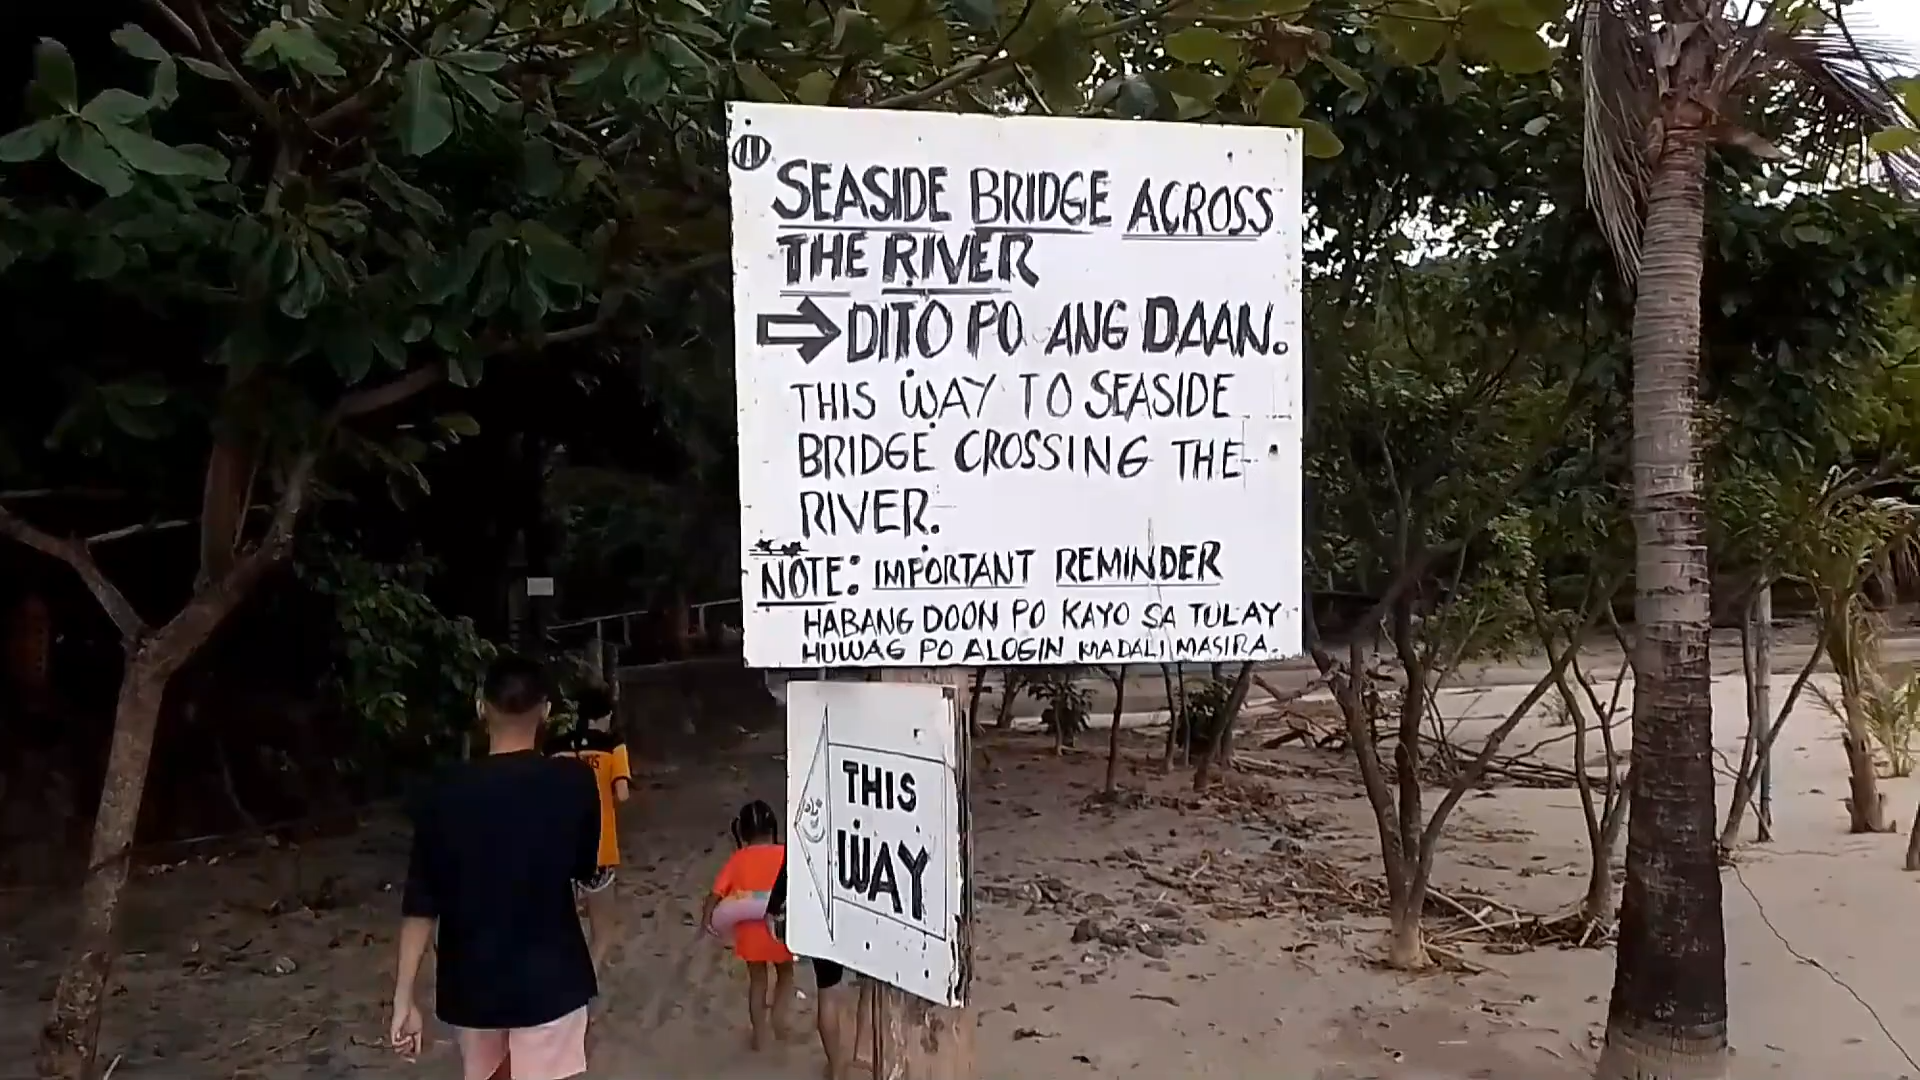 11
SEASIDE BRIDGE ACROSS
THE RIVER
DITO PO ANG DAAN.
THIS WAY TO SEASIDE
BRIDGE CROSSING THE
RIVER.
NOTE: IMPORTANT REMINDER
HABANG DOON PO KAYO SA TULAY
HUWAG PO ALOGIN MADALI MASIRA.
THIS
WAY